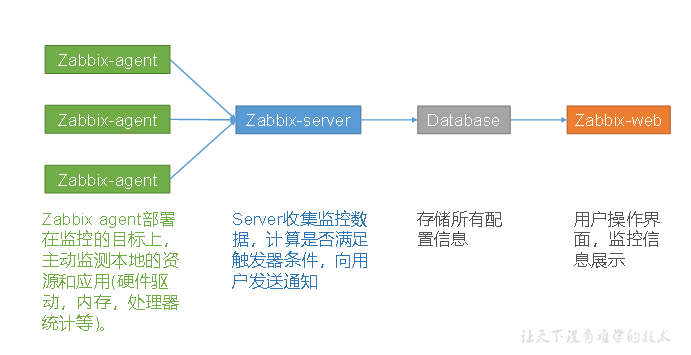 Zabbix-agent
Zabbix-agent
Zabbix-server
Database
Zabbix-web
Zabbix-agent
Zabbix agent部署
在监控的目标上，
主动监测本地的资
源和应用(硬件驱
动，内存，处理器
统计等)。
Server收集监控数
据，计算是否满足
触发器条件，向用
户发送通知
存储所有配
置信息
用户操作界
面，监控信
息展示
让天下没有难学的技术